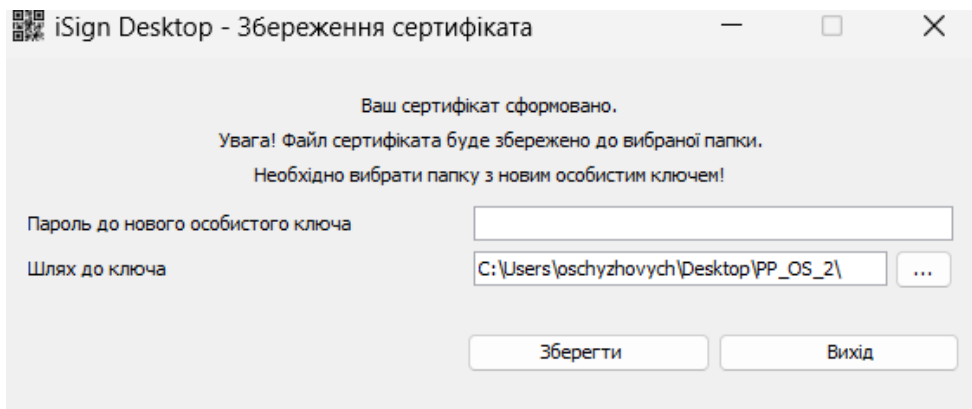 iSign Desktop - Збереження сертифіката
Ваш сертифікат сформовано.
Увага! Файл сертифіката буде збережено до вибраної папки.
Необхідно вибрати папку з новим особистим ключем!
Пароль до нового особистого ключа
Шлях до ключа C:\Users\oschyzhovych\Desktop\PP_OS_2\ ...
Зберегти Вихід